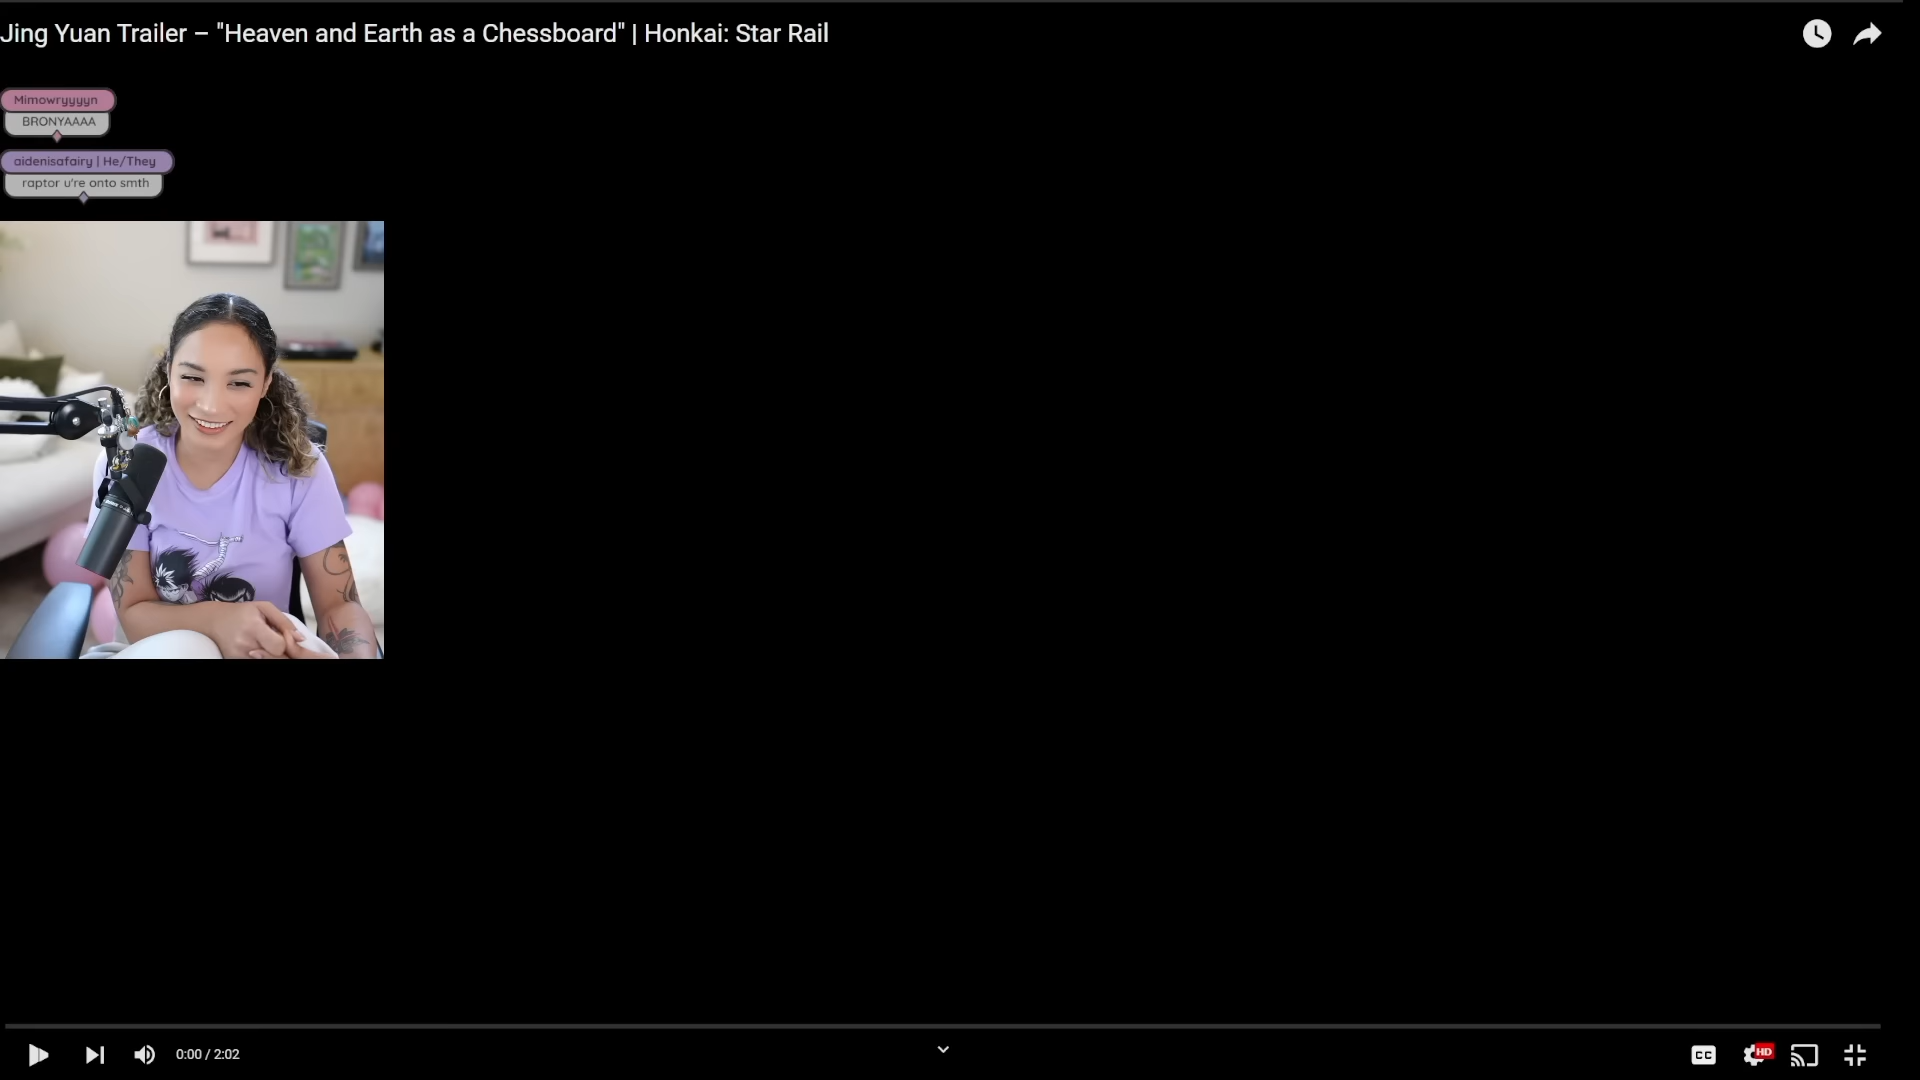 Jing Yuan Trailer – "Heaven and Earth as a Chessboard" | Honkai: Star Rail
Mimowryyyyn
BRONYAAAA
aidenisafairy | He/They
raptor u're onto smth
0:00 / 2:02
CC
HD